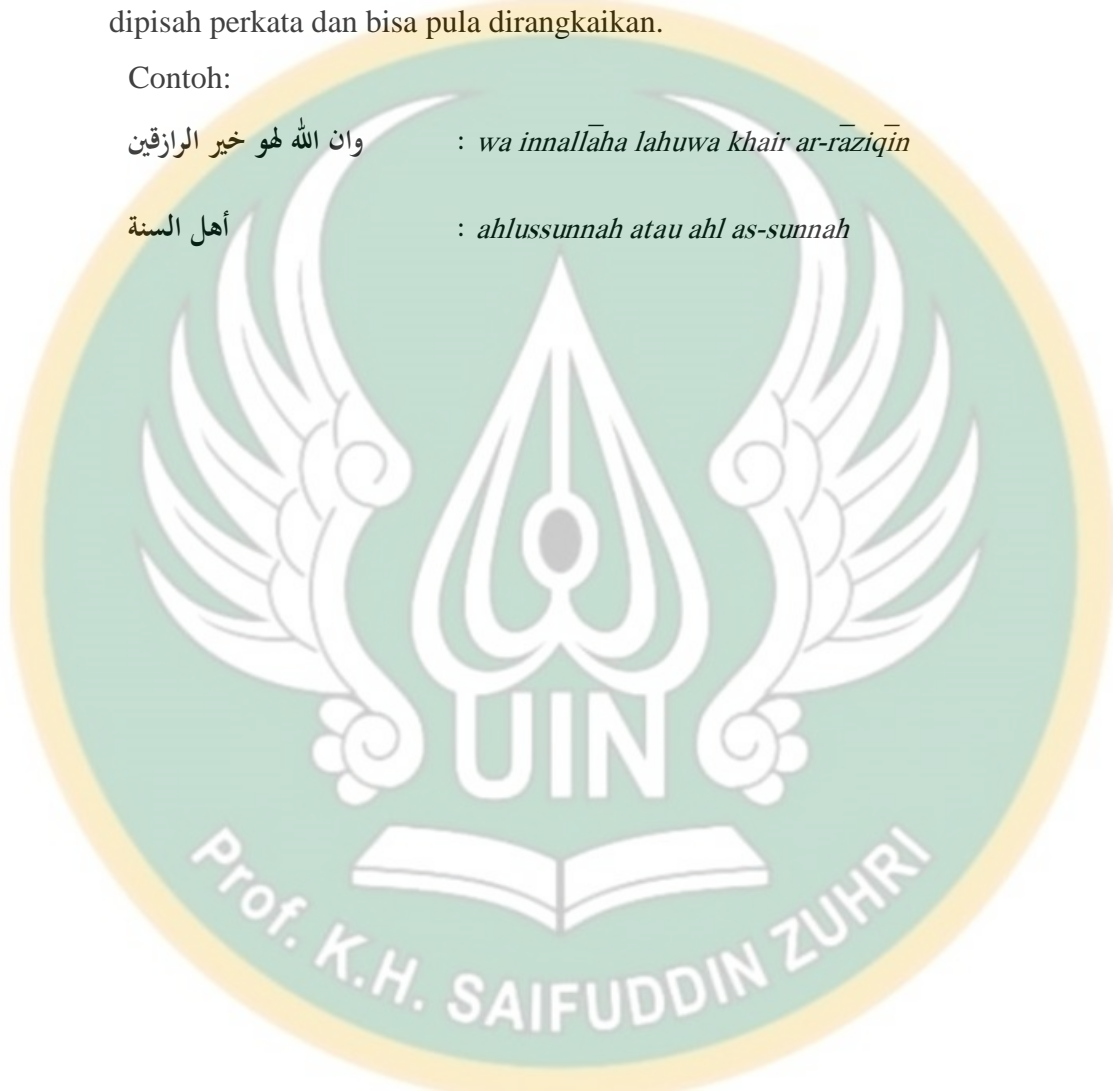 dipisah perkata dan bisa pula dirangkaikan.
Contoh:
وان الله لهو خير الرازقين : wa innallāha lahuwa khair ar-rāziqīn
أهل السنة : ahlussunnah atau ahl as-sunnah
UIN
Prof. K.H. SAIFUDDIN ZUHRI